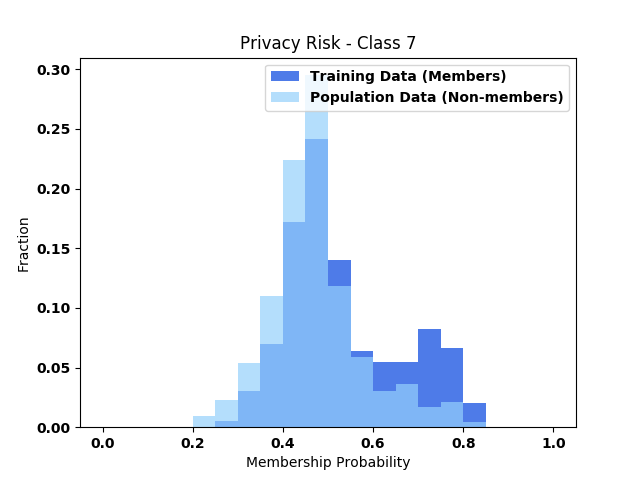 Privacy Risk - Class 7
Training Data (Members)
Population Data (Non-members)
Fraction
0.30
0.25
0.20
0.15
0.10
0.05
0.00
0.0 0.2 0.4 0.6 0.8 1.0
Membership Probability